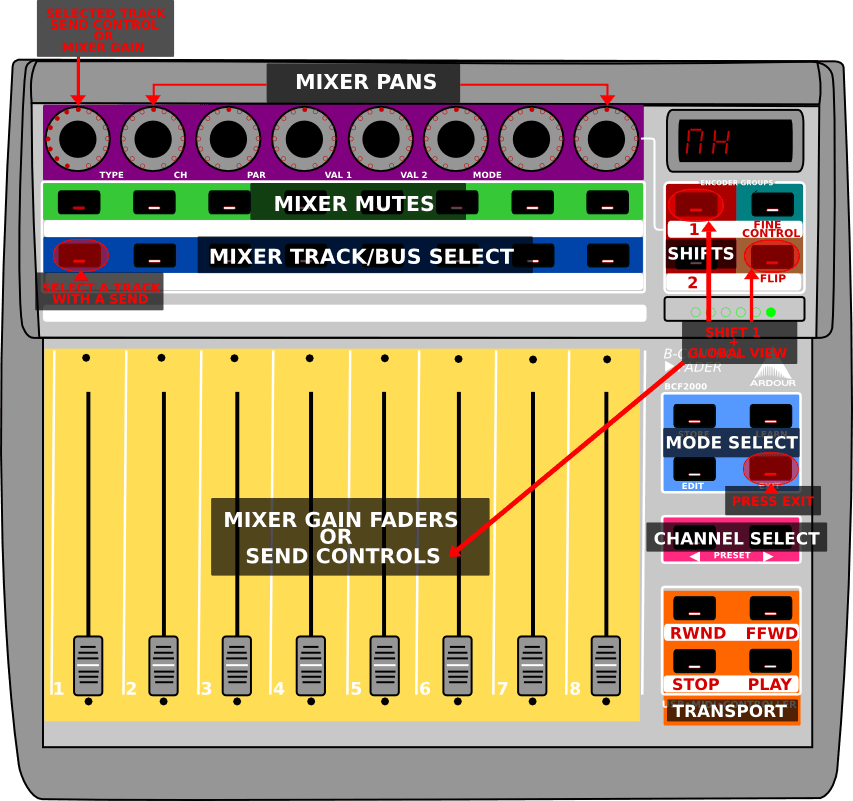 SELECTED TRACK
SEND CONTROL
OR
MIXER GAIN
MIXER PANS
TYPE CH PAR VAL 1 VAL 2 MODE
ENCODER GROUPS
MIXER MUTES
1 FINE
CONTROL
MIXER TRACK/BUS SELECT
SHIFTS
2 FLIP
SELECT A TRACK
WITH A SEND
SHIFT 1
+
GLOBAL VIEW
FADER
ARDOUR
BCF2000
STORE LEARN
MODE SELECT
EDIT EXIT
PRESS EXIT
MIXER GAIN FADERS
OR
SEND CONTROLS
CHANNEL SELECT
PRESET
RWND FFWD
STOP PLAY
1 2 3 4 5 6 7 8
TRANSPORT